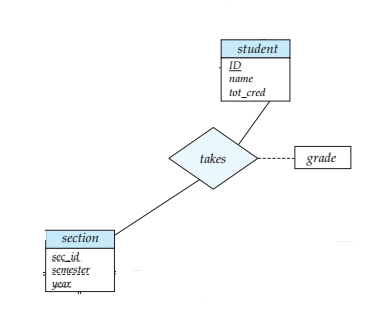 student
ID
name
tot_cred
takes
grade
section
sec_id
semester
year